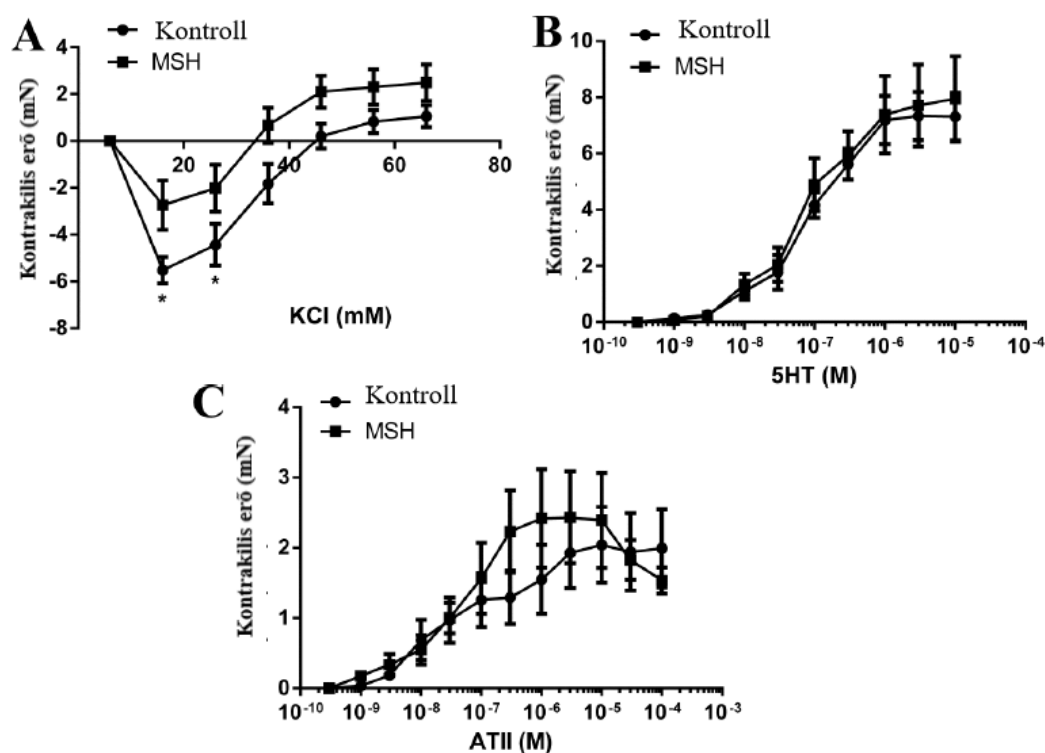 A
Kontroll
MSH
Kontrakilis erő (mN)
4
2
0
-2
-4
-6
-8
20
40
60
80
*
*
KCl (mM)
B
Kontroll
MSH
Kontrakilis erő (mN)
10
8
6
4
2
0
10⁻¹⁰ 10⁻⁹ 10⁻⁸ 10⁻⁷ 10⁻⁶ 10⁻⁵ 10⁻⁴
5HT (M)
C
Kontroll
MSH
Kontrakilis erő (mN)
4
3
2
1
0
10⁻¹⁰ 10⁻⁹ 10⁻⁸ 10⁻⁷ 10⁻⁶ 10⁻⁵ 10⁻⁴ 10⁻³
ATII (M)